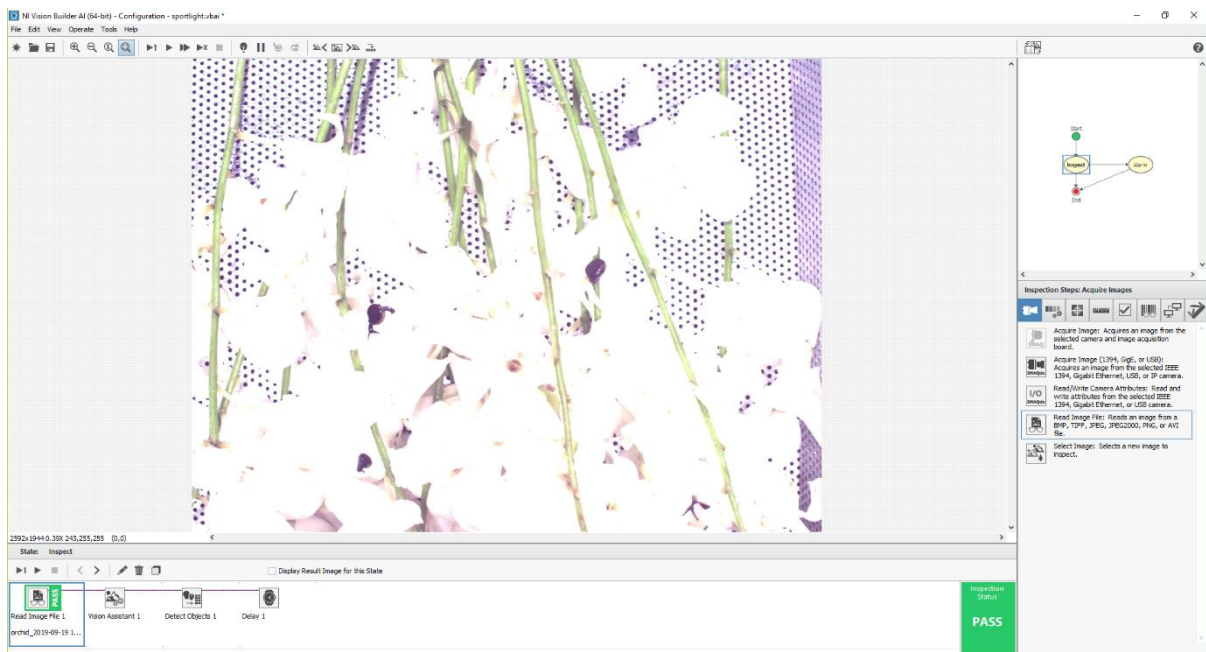 NI Vision Builder AI (64-bit) - Configuration - sportlight.vbai *
File Edit View Operate Tools Help
Start
Inspect
Alarm
End
Inspection Steps: Acquire Images
Acquire Image: Acquires an image from the
selected camera and image acquisition
board.
Acquire Image (1394, GigE, or USB):
Acquires an image from the selected IEEE
1394, Gigabit Ethernet, USB, or IP camera.
Read/Write Camera Attributes: Read and
write attributes from the selected IEEE
1394, Gigabit Ethernet, or USB camera.
Read Image File: Reads an image from a
BMP, TIFF, JPEG, JPEG2000, PNG, or AVI
file.
Select Image: Selects a new image to
inspect.
2592x1944 0.39X 243,255,255 (0,0)
State: Inspect
Display Result Image for this State
PASS
Read Image File 1
Vision Assistant 1
Detect Objects 1
Delay 1
orchid_2019-09-19 1...
Inspection
Status
PASS